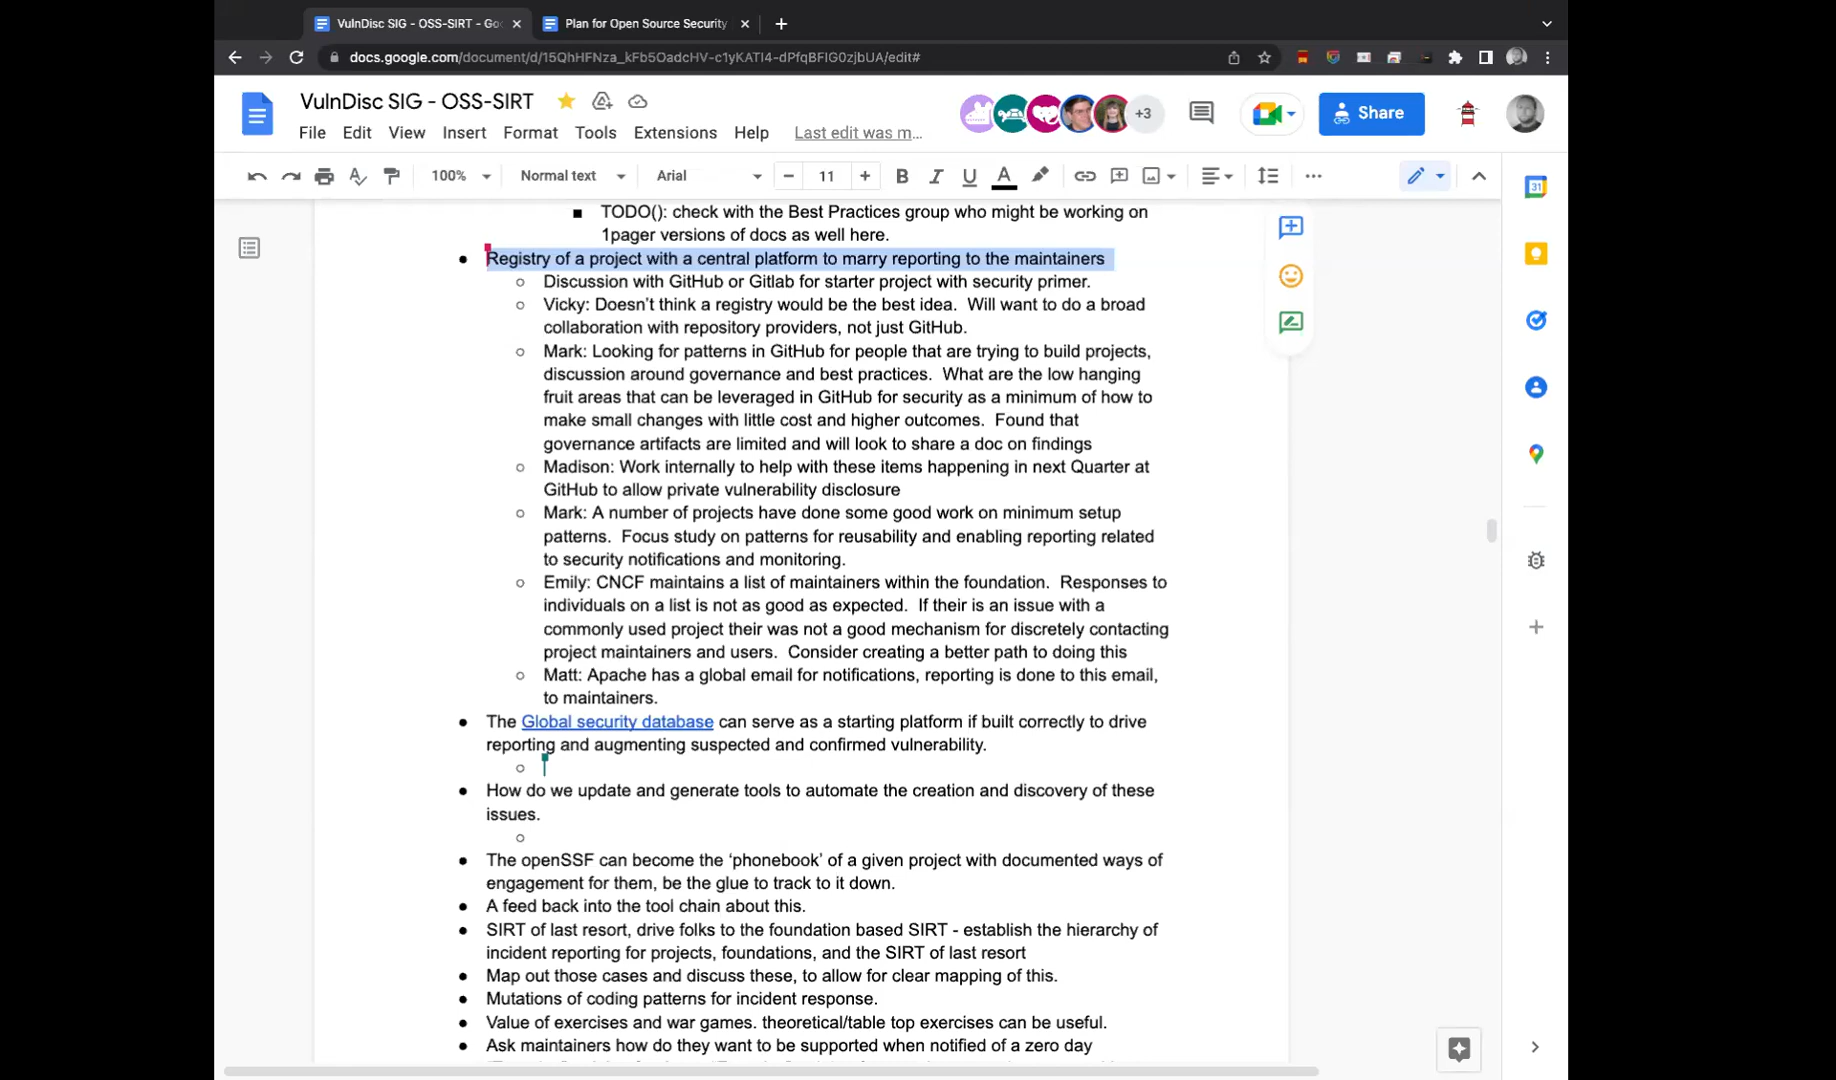 VulnDisc SIG - OSS-SIRT - Goo
Plan for Open Source Security
docs.google.com/document/d/15QhHFNza_kFb5OadcHV-c1yKATI4-dPfqBFIG0zjbUA/edit#
VulnDisc SIG - OSS-SIRT
+3
Share
File Edit View Insert Format Tools Extensions Help Last edit was m...
100% Normal text Arial 11 B I U A
31
TODO(): check with the Best Practices group who might be working on
1pager versions of docs as well here.
Registry of a project with a central platform to marry reporting to the maintainers
Discussion with GitHub or Gitlab for starter project with security primer.
Vicky: Doesn't think a registry would be the best idea. Will want to do a broad
collaboration with repository providers, not just GitHub.
Mark: Looking for patterns in GitHub for people that are trying to build projects,
discussion around governance and best practices. What are the low hanging
fruit areas that can be leveraged in GitHub for security as a minimum of how to
make small changes with little cost and higher outcomes. Found that
governance artifacts are limited and will look to share a doc on findings
Madison: Work internally to help with these items happening in next Quarter at
GitHub to allow private vulnerability disclosure
Mark: A number of projects have done some good work on minimum setup
patterns. Focus study on patterns for reusability and enabling reporting related
to security notifications and monitoring.
Emily: CNCF maintains a list of maintainers within the foundation. Responses to
individuals on a list is not as good as expected. If their is an issue with a
commonly used project their was not a good mechanism for discretely contacting
project maintainers and users. Consider creating a better path to doing this
Matt: Apache has a global email for notifications, reporting is done to this email,
to maintainers.
The Global security database can serve as a starting platform if built correctly to drive
reporting and augmenting suspected and confirmed vulnerability.
How do we update and generate tools to automate the creation and discovery of these
issues.
The openSSF can become the 'phonebook' of a given project with documented ways of
engagement for them, be the glue to track to it down.
A feed back into the tool chain about this.
SIRT of last resort, drive folks to the foundation based SIRT - establish the hierarchy of
incident reporting for projects, foundations, and the SIRT of last resort
Map out those cases and discuss these, to allow for clear mapping of this.
Mutations of coding patterns for incident response.
Value of exercises and war games. theoretical/table top exercises can be useful.
Ask maintainers how do they want to be supported when notified of a zero day